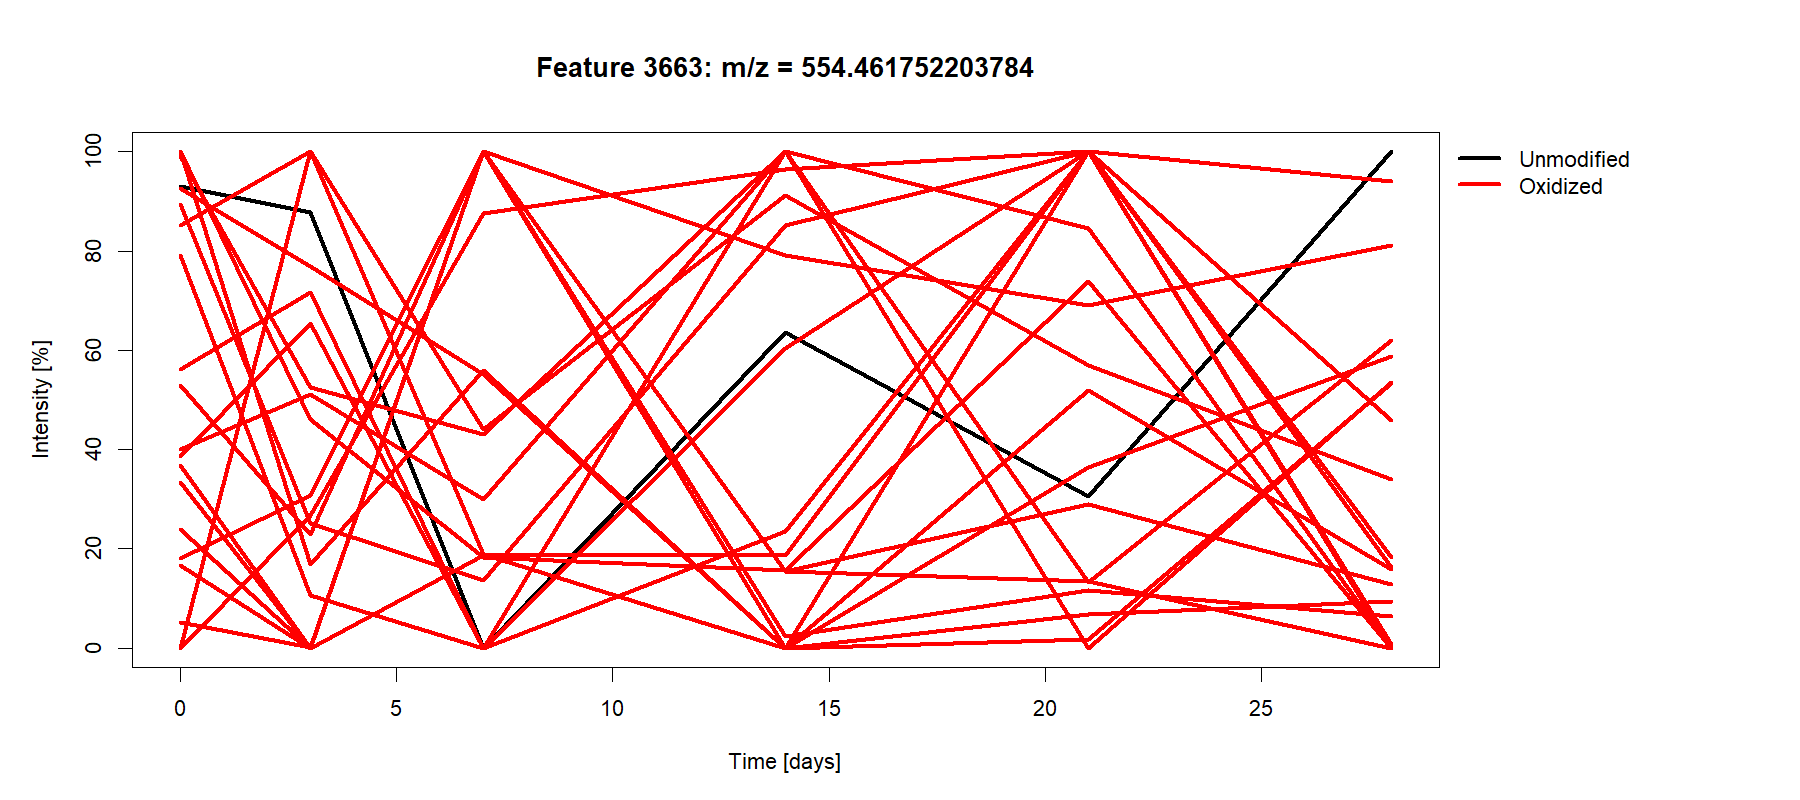 Feature 3663: m/z = 554.461752203784
Unmodified
Oxidized
Intensity [%]
100
80
60
40
20
0
0 5 10 15 20 25
Time [days]